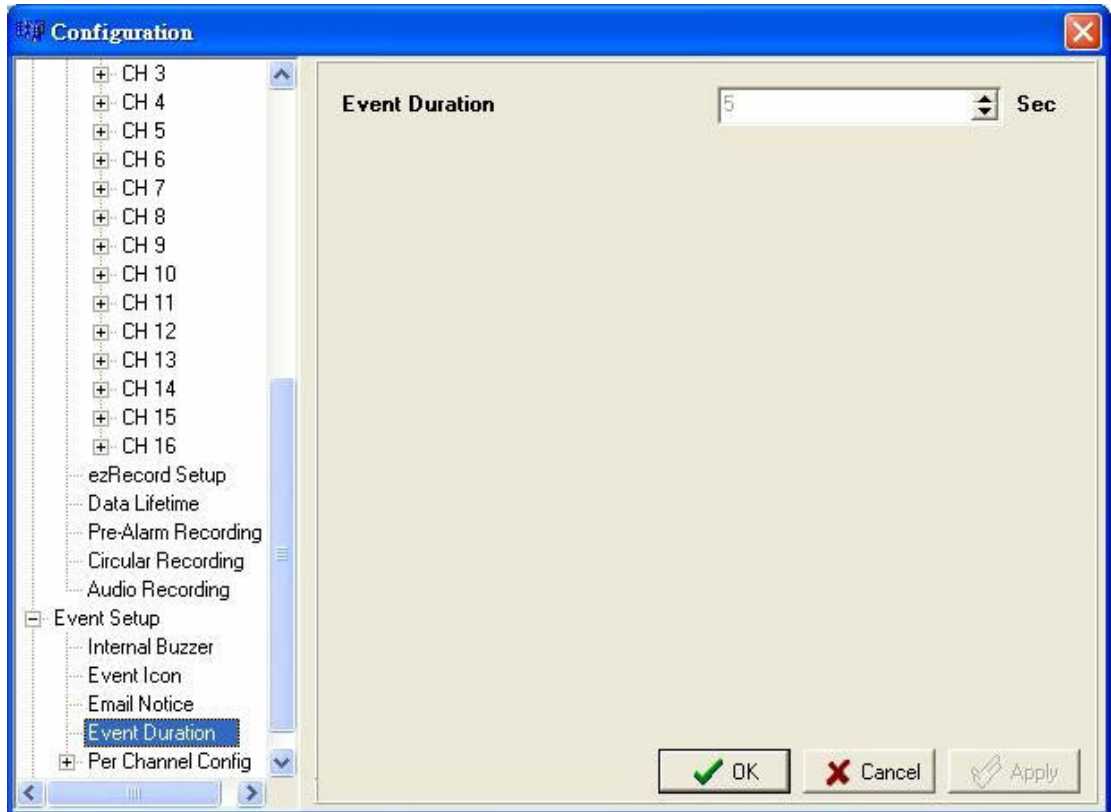 Configuration
CH 3
CH 4
CH 5
CH 6
CH 7
CH 8
CH 9
CH 10
CH 11
CH 12
CH 13
CH 14
CH 15
CH 16
ezRecord Setup
Data Lifetime
Pre-Alarm Recording
Circular Recording
Audio Recording
Event Setup
Internal Buzzer
Event Icon
Email Notice
Event Duration
Per Channel Config
Event Duration 5 Sec
OK Cancel Apply